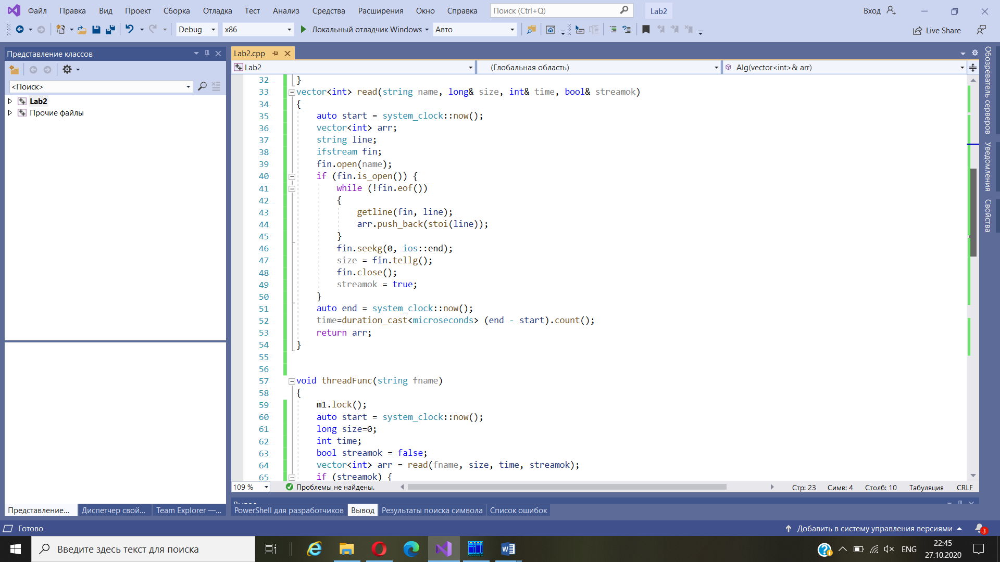 Файл Правка Вид Проект Сборка Отладка Тест Анализ Средства Расширения Окно Справка Поиск (Ctrl+Q) Lab2 Вход
Debug x86 Локальный отладчик Windows Авто Live Share
Представление классов
<Поиск>
Lab2
Прочие файлы
Lab2.cpp
Lab2 (Глобальная область) Alg(vector<int>& arr)
32 }
33 vector<int> read(string name, long& size, int& time, bool& streamok)
34 {
35 auto start = system_clock::now();
36 vector<int> arr;
37 string line;
38 ifstream fin;
39 fin.open(name);
40 if (fin.is_open()) {
41 while (!fin.eof())
42 {
43 getline(fin, line);
44 arr.push_back(stoi(line));
45 }
46 fin.seekg(0, ios::end);
47 size = fin.tellg();
48 fin.close();
49 streamok = true;
50 }
51 auto end = system_clock::now();
52 time=duration_cast<microseconds> (end - start).count();
53 return arr;
54 }
55
56
57 void threadFunc(string fname)
58 {
59 m1.lock();
60 auto start = system_clock::now();
61 long size=0;
62 int time;
63 bool streamok = false;
64 vector<int> arr = read(fname, size, time, streamok);
65 if (streamok) {
109 % Проблемы не найдены. Стр: 23 Симв: 4 Столб: 10 Табуляция CRLF
Обозреватель серверов
Уведомления
Свойства
Представление... Диспетчер свой... Team Explorer —... PowerShell для разработчиков Вывод Результаты поиска символа Список ошибок
Готово Добавить в систему управления версиями 3
Введите здесь текст для поиска ENG 22:45
27.10.2020